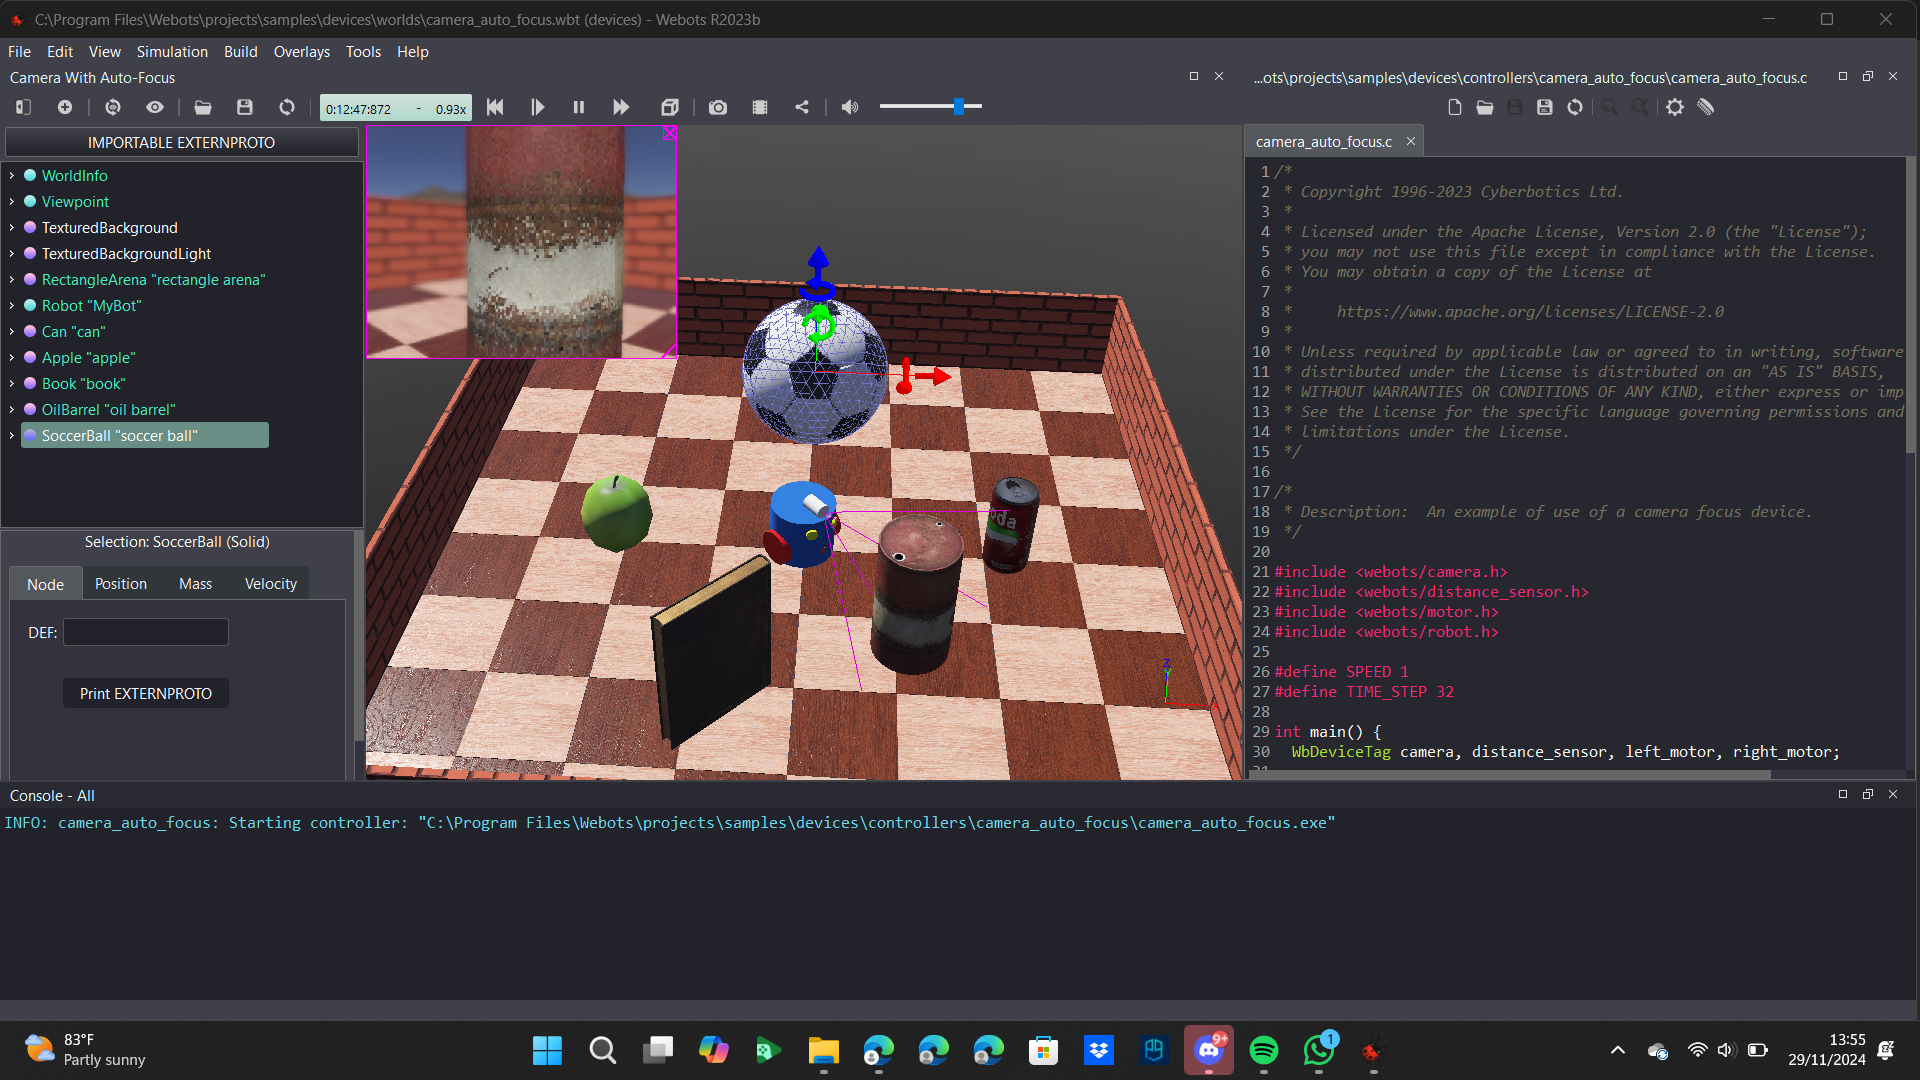 C:\Program Files\Webots\projects\samples\devices\worlds\camera_auto_focus.wbt (devices) - Webots R2023b
File Edit View Simulation Build Overlays Tools Help
Camera With Auto-Focus
0:12:47:872 - 0.93x
IMPORTABLE EXTERNPROTO
WorldInfo
Viewpoint
TexturedBackground
TexturedBackgroundLight
RectangleArena "rectangle arena"
Robot "MyBot"
Can "can"
Apple "apple"
Book "book"
OilBarrel "oil barrel"
SoccerBall "soccer ball"
Selection: SoccerBall (Solid)
Node Position Mass Velocity
DEF:
Print EXTERNPROTO
oda
Z
...ots\projects\samples\devices\controllers\camera_auto_focus\camera_auto_focus.c
camera_auto_focus.c
1 /*
2 * Copyright 1996-2023 Cyberbotics Ltd.
3 *
4 * Licensed under the Apache License, Version 2.0 (the "License");
5 * you may not use this file except in compliance with the License.
6 * You may obtain a copy of the License at
7 *
8 * https://www.apache.org/licenses/LICENSE-2.0
9 *
10 * Unless required by applicable law or agreed to in writing, software
11 * distributed under the License is distributed on an "AS IS" BASIS,
12 * WITHOUT WARRANTIES OR CONDITIONS OF ANY KIND, either express or imp
13 * See the License for the specific language governing permissions and
14 * limitations under the License.
15 */
16
17 /*
18 * Description: An example of use of a camera focus device.
19 */
20
21 #include <webots/camera.h>
22 #include <webots/distance_sensor.h>
23 #include <webots/motor.h>
24 #include <webots/robot.h>
25
26 #define SPEED 1
27 #define TIME_STEP 32
28
29 int main() {
30 WbDeviceTag camera, distance_sensor, left_motor, right_motor;
Console - All
INFO: camera_auto_focus: Starting controller: "C:\Program Files\Webots\projects\samples\devices\controllers\camera_auto_focus\camera_auto_focus.exe"
83°F
Partly sunny
9+
1
13:55
29/11/2024